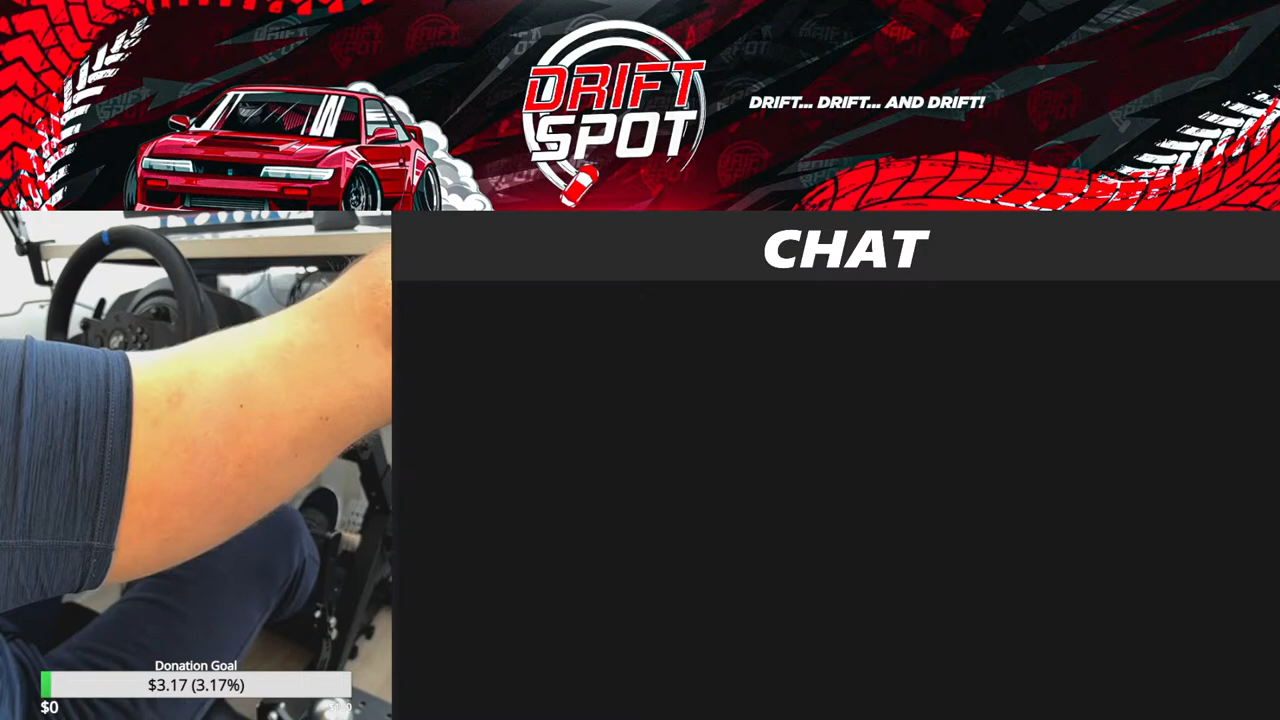 DRIFT
SPOT
DRIFT... DRIFT... AND DRIFT!
CHAT
Donation Goal
$3.17 (3.17%)
$0